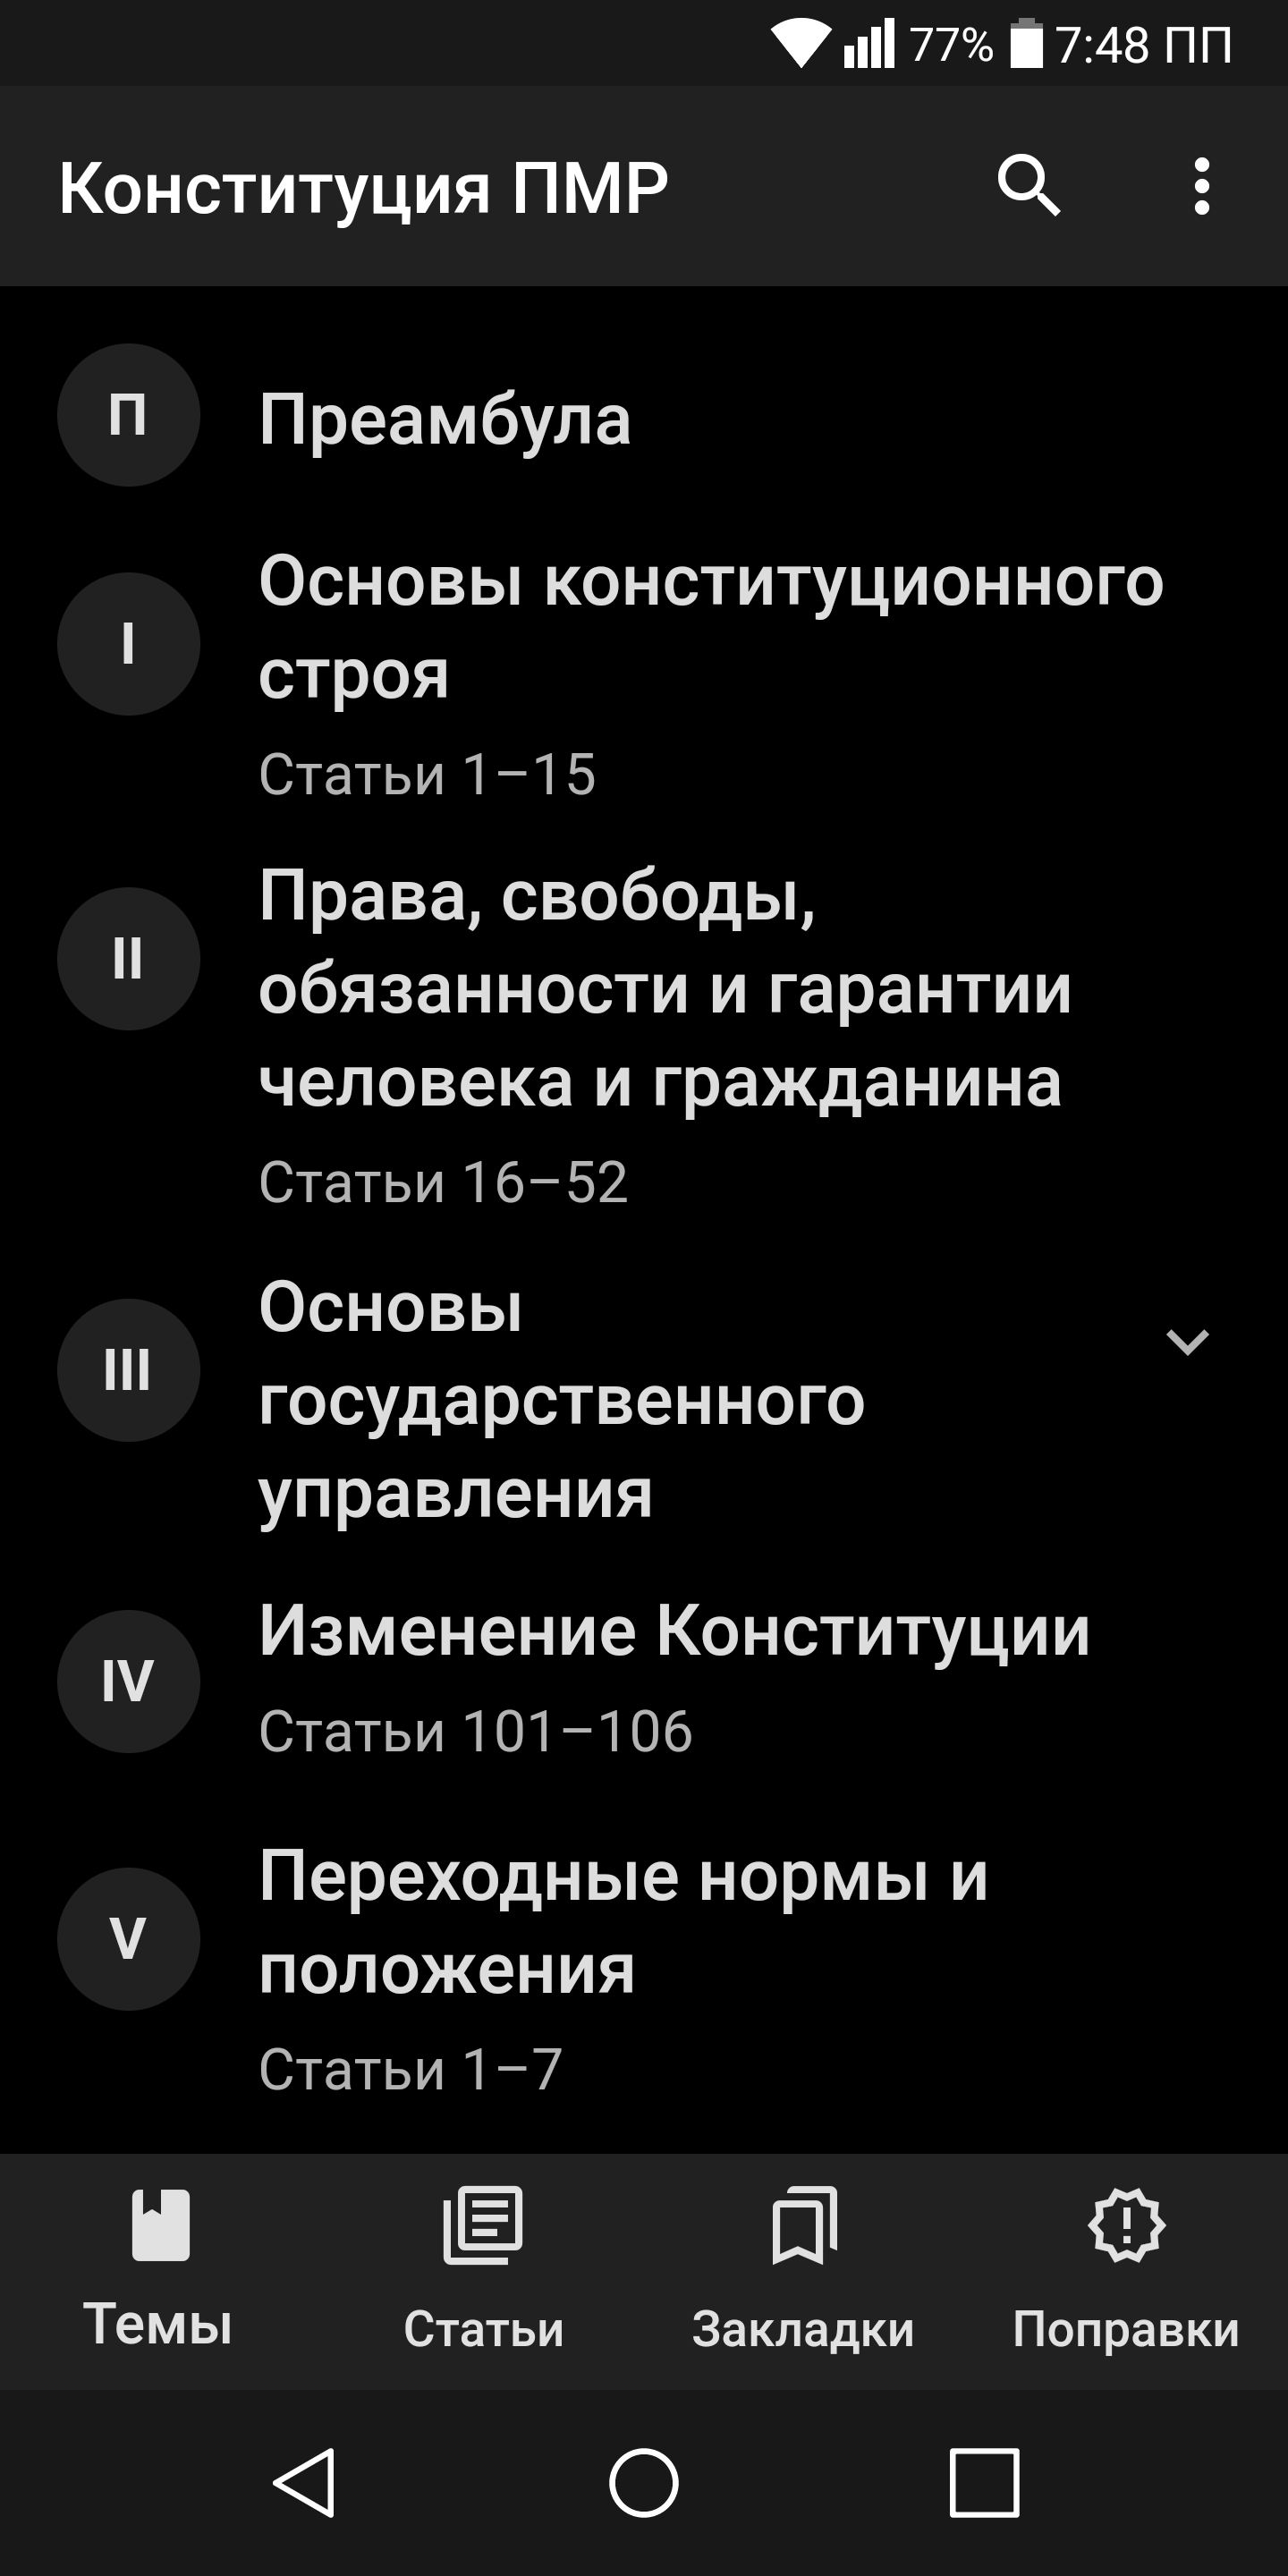 77% 7:48 ПП
Конституция ПМР
П
Преамбула
I
Основы конституционного
строя
Статьи 1–15
II
Права, свободы,
обязанности и гарантии
человека и гражданина
Статьи 16–52
III
Основы
государственного
управления
IV
Изменение Конституции
Статьи 101–106
V
Переходные нормы и
положения
Статьи 1–7
Темы
Статьи
Закладки
Поправки